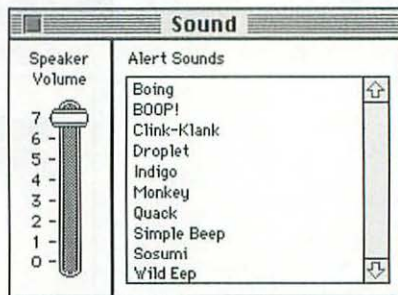 Sound
Speaker
Volume
7
6
5
4
3
2
1
0
Alert Sounds
Boing
BOOP!
Clink-Klank
Droplet
Indigo
Monkey
Quack
Simple Beep
Sosumi
Wild Eep